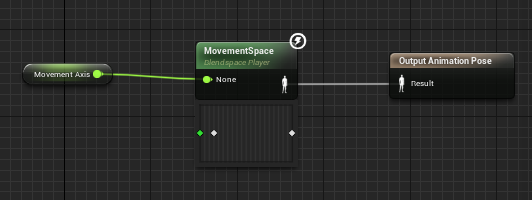 MovementSpace
Blendspace Player
Movement Axis
None
Output Animation Pose
Result